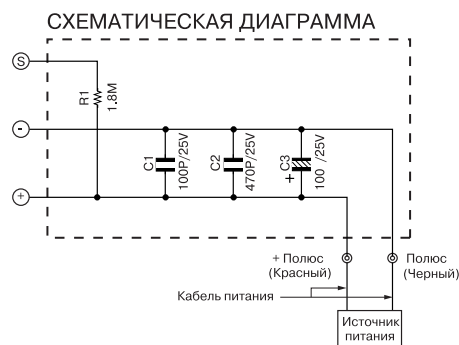 СХЕМАТИЧЕСКАЯ ДИАГРАММА
S
R1
1.8M
-
C1
100P/25V
C2
470P/25V
C3
100 /25V
+
+
+ Полюс
(Красный)
Полюс
(Черный)
Кабель питания
Источник
питания